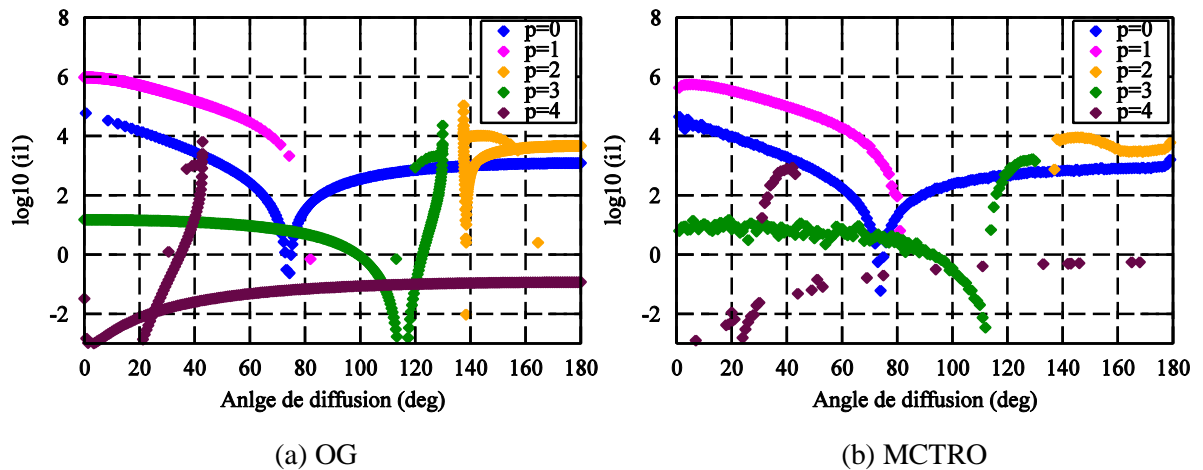 8
6
4
2
0
-2
0 20 40 60 80 100 120 140 160 180
log10 (i1)
Anlge de diffusion (deg)
p=0
p=1
p=2
p=3
p=4
(a) OG
8
6
4
2
0
-2
0 20 40 60 80 100 120 140 160 180
log10 (i1)
Angle de diffusion (deg)
p=0
p=1
p=2
p=3
p=4
(b) MCTRO